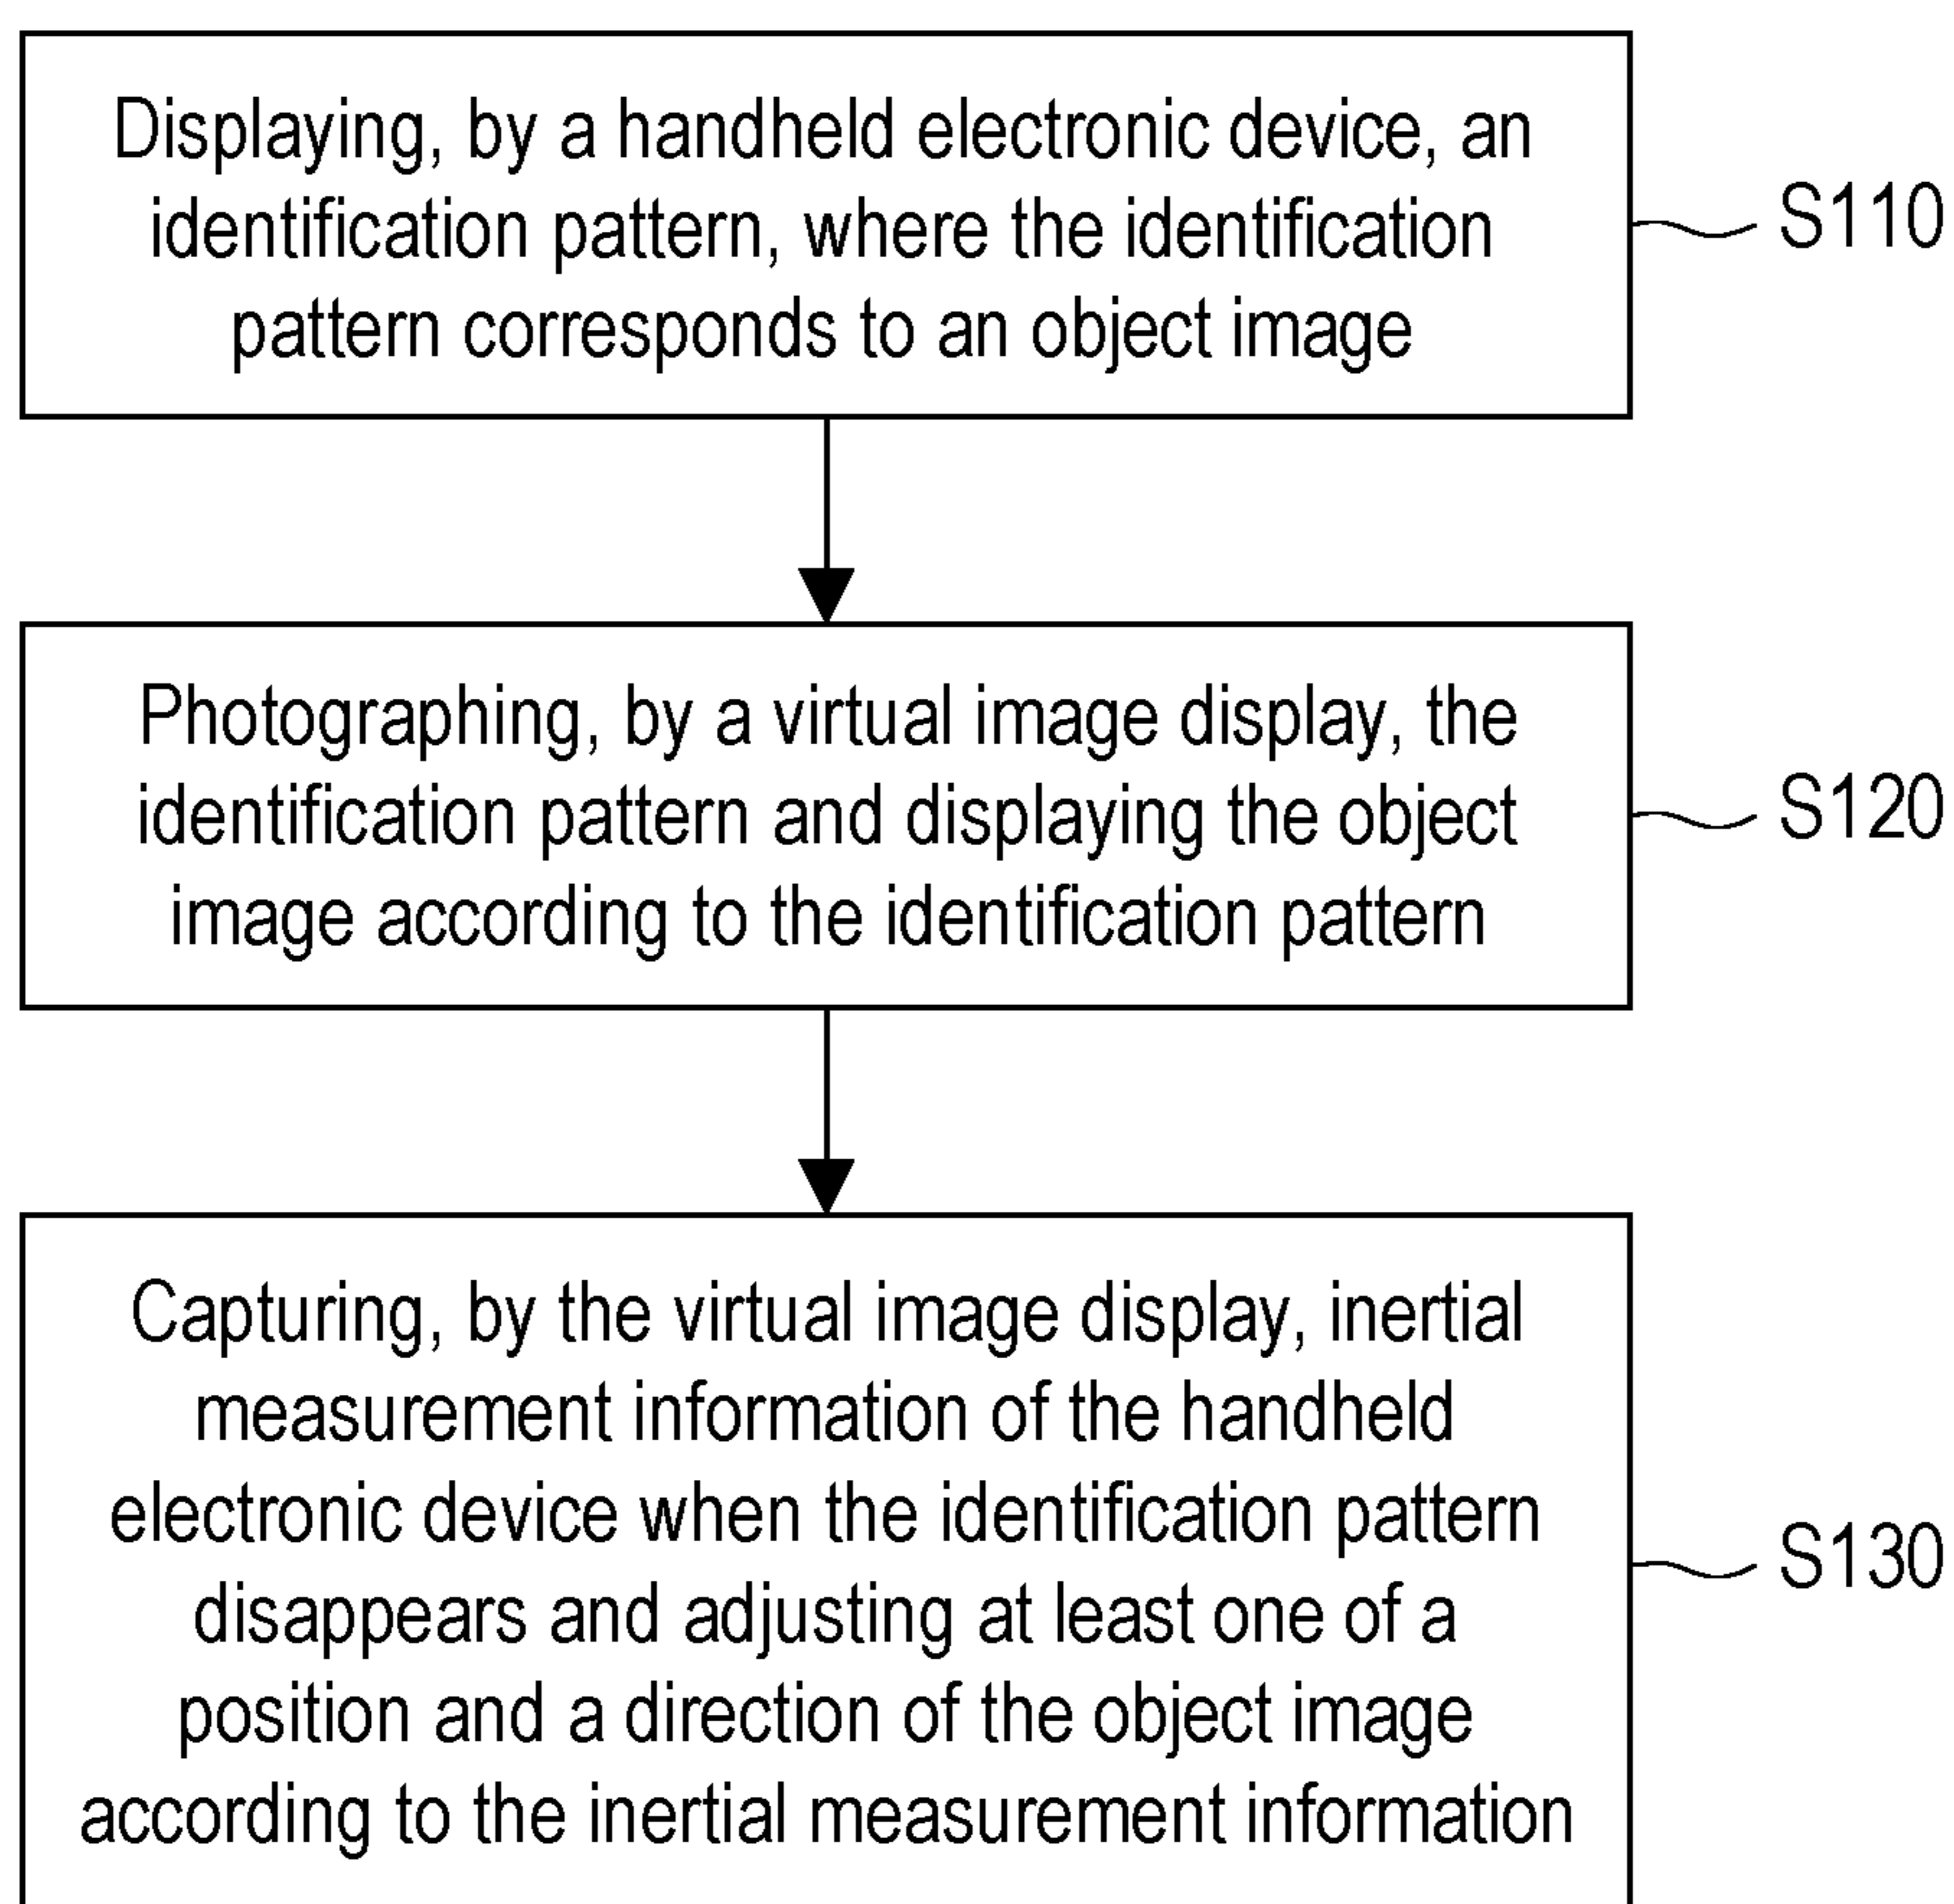 Displaying, by a handheld electronic device, an
identification pattern, where the identification
pattern corresponds to an object image
S110
Photographing, by a virtual image display, the
identification pattern and displaying the object
image according to the identification pattern
S120
Capturing, by the virtual image display, inertial
measurement information of the handheld
electronic device when the identification pattern
disappears and adjusting at least one of a
position and a direction of the object image
according to the inertial measurement information
S130